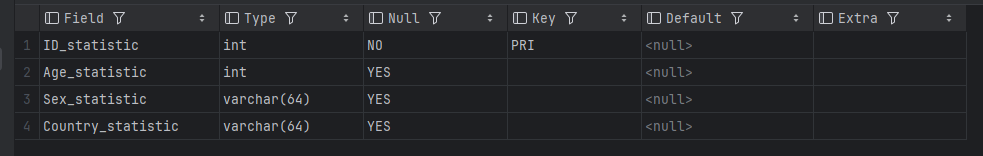 Field Type Null Key Default Extra
1 ID_statistic int NO PRI <null>
2 Age_statistic int YES <null>
3 Sex_statistic varchar(64) YES <null>
4 Country_statistic varchar(64) YES <null>